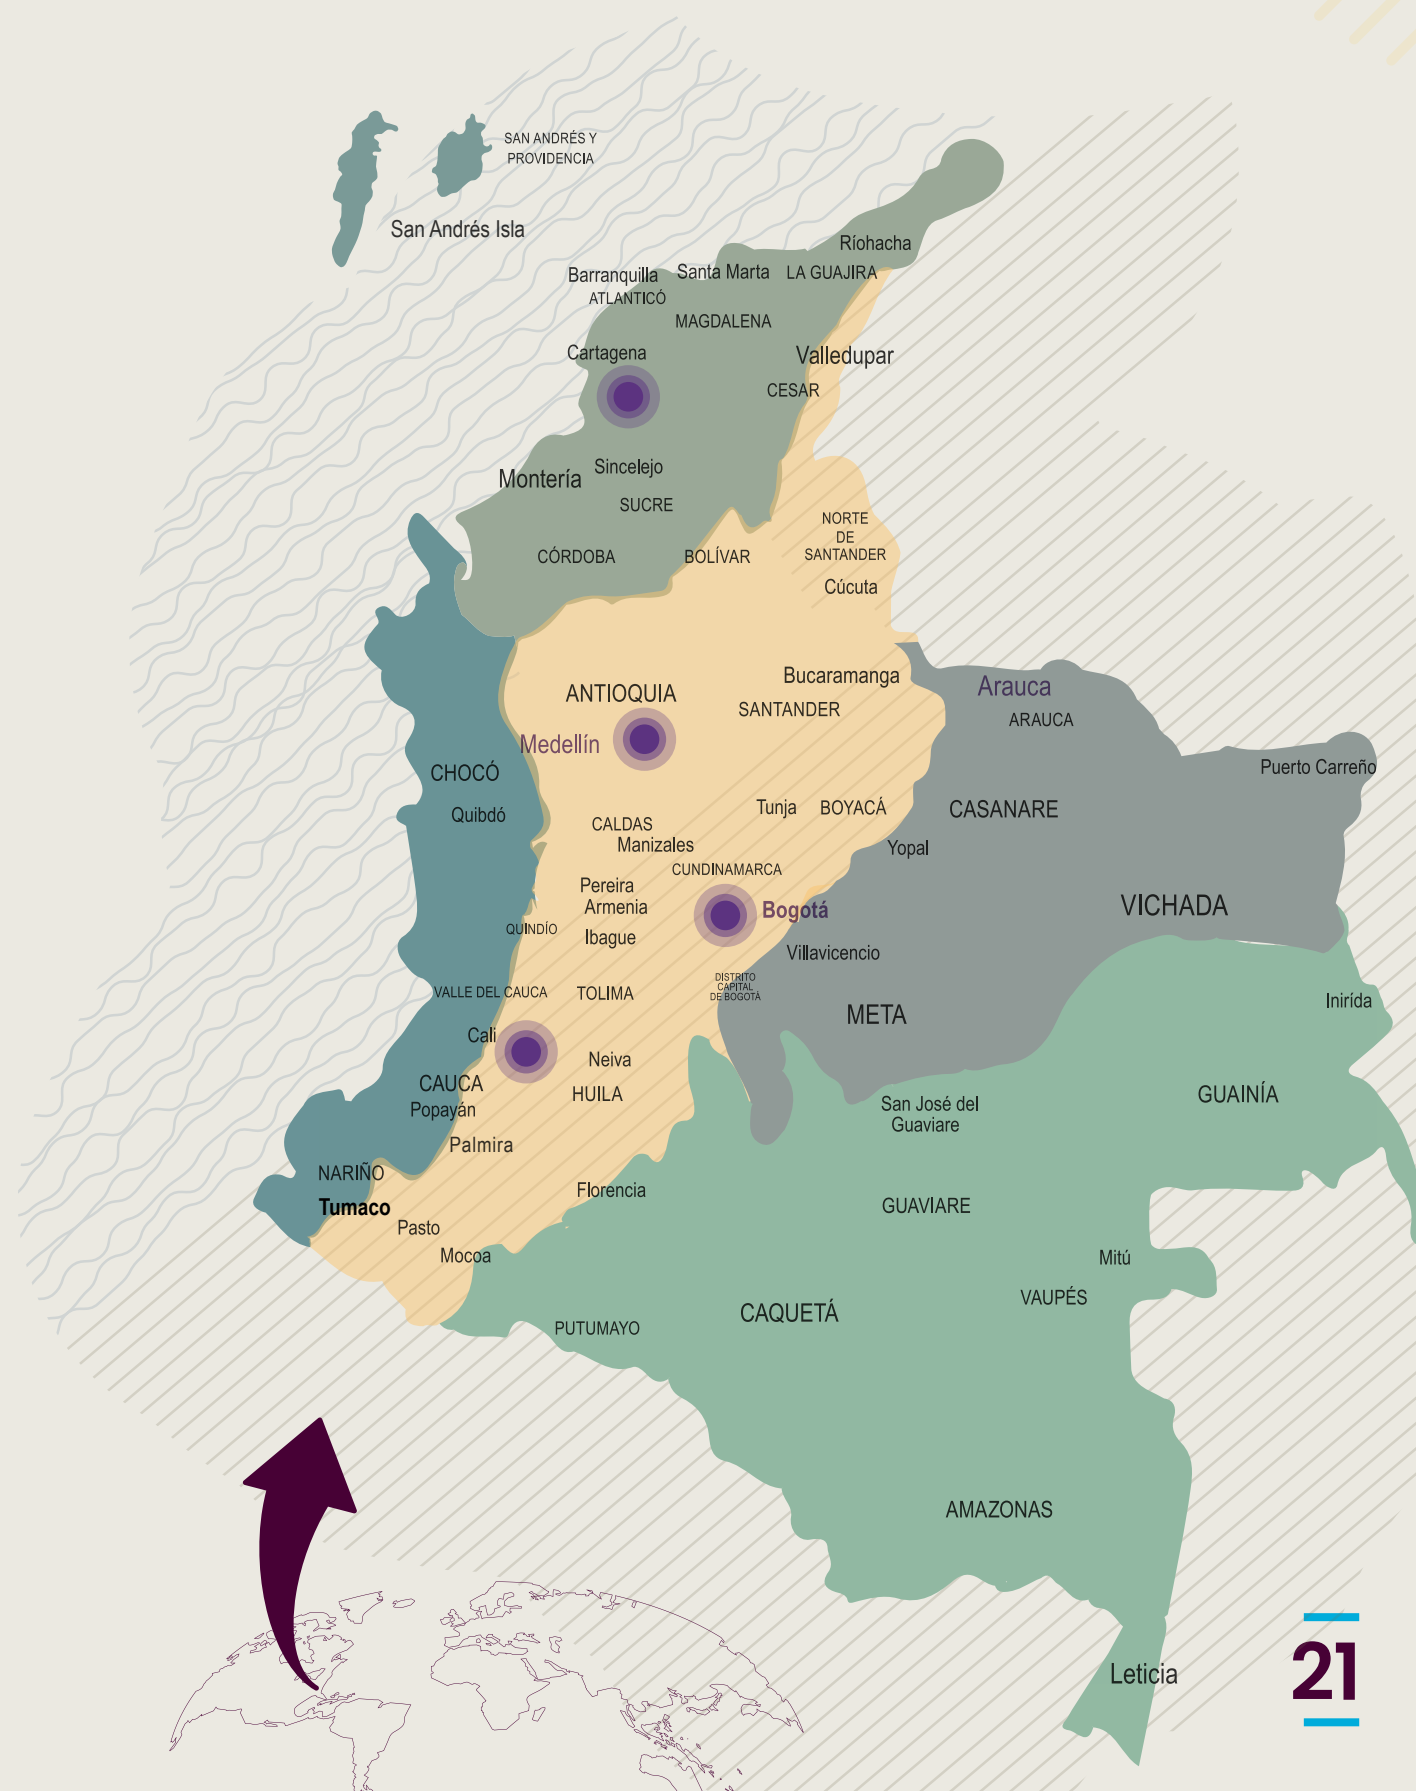 SAN ANDRÉS Y
PROVIDENCIA
San Andrés Isla
Ríohacha
Barranquilla
Santa Marta
LA GUAJIRA
ATLANTICÓ
MAGDALENA
Cartagena
Valledupar
CESAR
Sincelejo
Montería
SUCRE
NORTE
DE
SANTANDER
CÓRDOBA
BOLÍVAR
Cúcuta
Bucaramanga
Arauca
ANTIOQUIA
SANTANDER
ARAUCA
Medellín
CHOCÓ
Puerto Carreño
Quibdó
Tunja
BOYACÁ
CASANARE
CALDAS
Manizales
Yopal
CUNDINAMARCA
Pereira
Armenia
Bogotá
VICHADA
QUINDÍO
Ibague
Villavicencio
DISTRITO
CAPITAL
DE BOGOTÁ
VALLE DEL CAUCA
TOLIMA
Inirída
META
Cali
Neiva
CAUCA
HUILA
GUAINÍA
Popayán
San José del
Guaviare
Palmira
NARIÑO
Florencia
Tumaco
GUAVIARE
Pasto
Mocoa
Mitú
VAUPÉS
CAQUETÁ
PUTUMAYO
AMAZONAS
Leticia
21